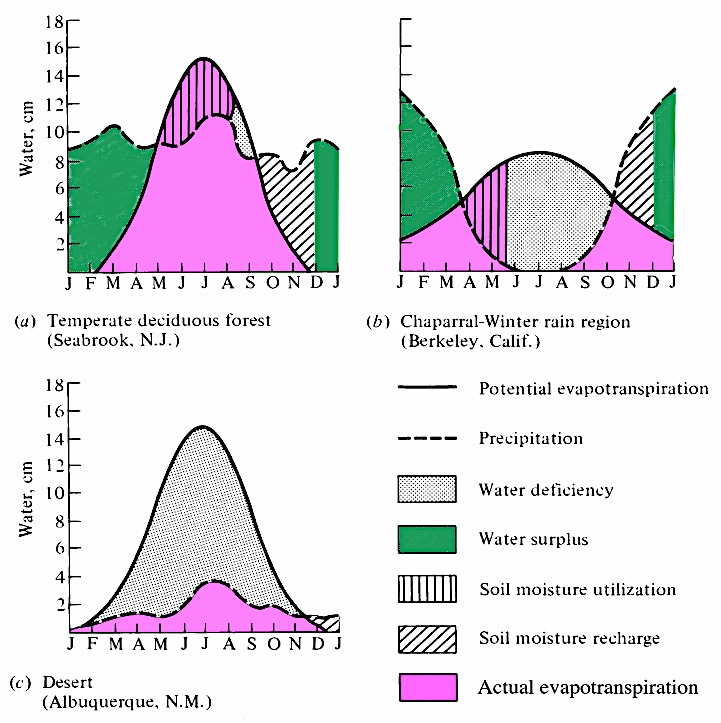 18
16
14
12
10
8
6
4
2
Water, cm
J F M A M J J A S O N D J
J F M A M J J A S O N D J
(a) Temperate deciduous forest
(Seabrook, N.J.)
(b) Chaparral-Winter rain region
(Berkeley, Calif.)
18
16
14
12
10
8
6
4
2
Water, cm
J F M A M J J A S O N D J
(c) Desert
(Albuquerque, N.M.)
Potential evapotranspiration
Precipitation
Water deficiency
Water surplus
Soil moisture utilization
Soil moisture recharge
Actual evapotranspiration